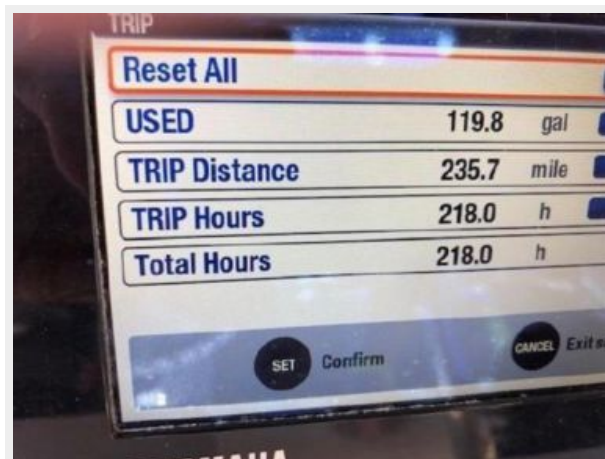 TRIP
Reset All
USED 119.8 gal
TRIP Distance 235.7 mile
TRIP Hours 218.0 h
Total Hours 218.0 h
SET Confirm CANCEL Exit